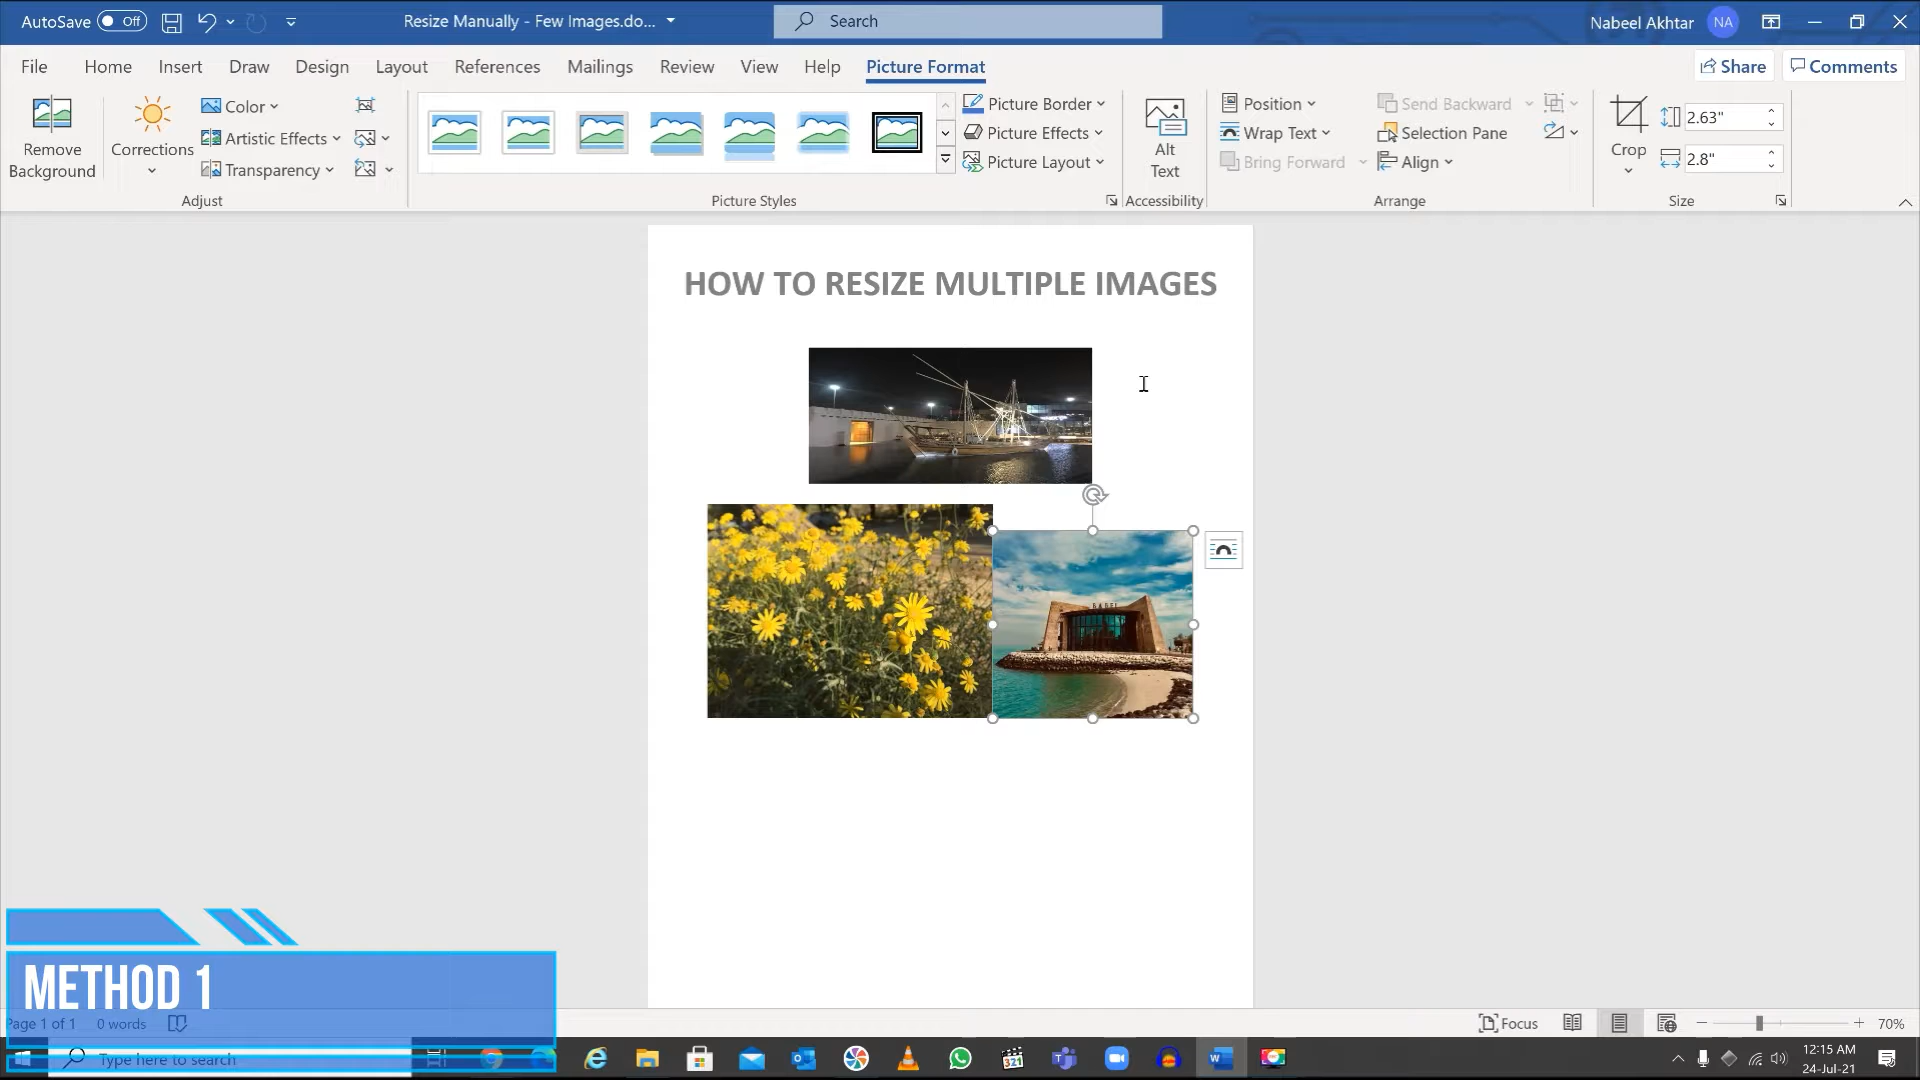 AutoSave Off
Resize Manually - Few Images.do...
Search
Nabeel Akhtar NA
File Home Insert Draw Design Layout References Mailings Review View Help Picture Format Share Comments
Remove Background
Corrections
Color
Artistic Effects
Transparency
Adjust
Picture Border
Picture Effects
Picture Layout
Picture Styles
Alt Text
Accessibility
Position
Wrap Text
Bring Forward
Send Backward
Selection Pane
Align
Arrange
Crop
2.63"
2.8"
Size
HOW TO RESIZE MULTIPLE IMAGES
BABEL
METHOD 1
Page 1 of 1 0 words
Focus
70%
Type here to search
321
12:15 AM
24-Jul-21